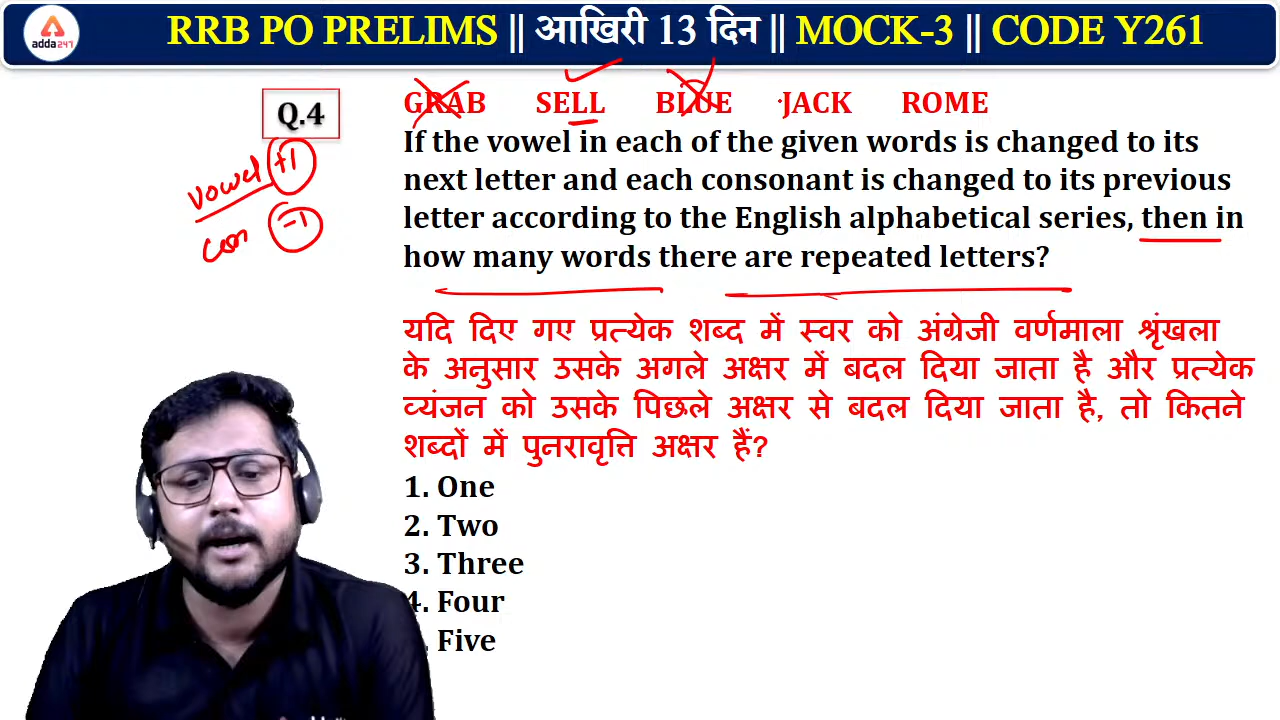 RRB PO PRELIMS || आखिरी 13 दिन || MOCK-3 || CODE Y261
adda247
Q.4
GRAB SELL BLUE JACK ROME
If the vowel in each of the given words is changed to its
next letter and each consonant is changed to its previous
letter according to the English alphabetical series, then in
how many words there are repeated letters?
vowel +1
con -1
यदि दिए गए प्रत्येक शब्द में स्वर को अंग्रेजी वर्णमाला श्रृंखला
के अनुसार उसके अगले अक्षर में बदल दिया जाता है और प्रत्येक
व्यंजन को उसके पिछले अक्षर से बदल दिया जाता है, तो कितने
शब्दों में पुनरावृत्ति अक्षर हैं?
1. One
2. Two
3. Three
4. Four
Five